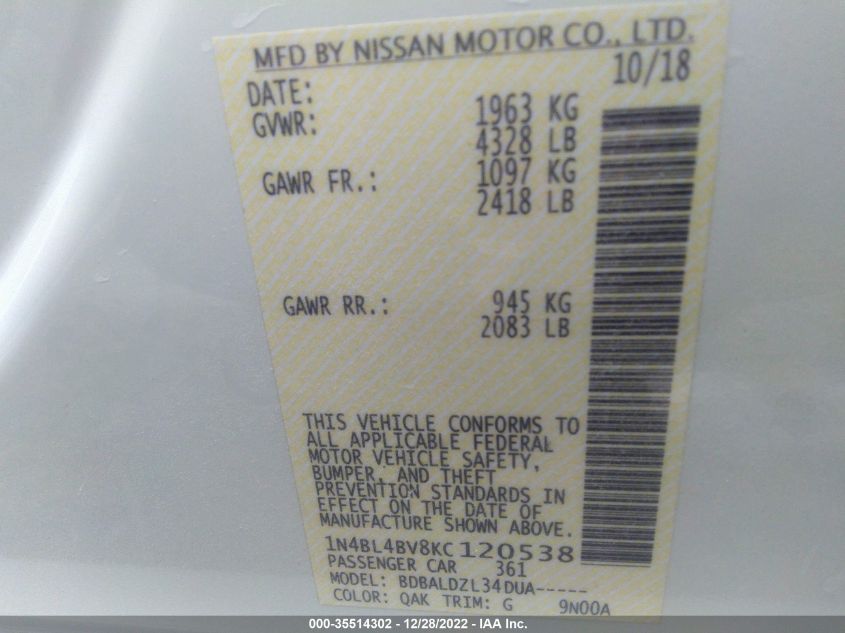 MFD BY NISSAN MOTOR CO., LTD.
DATE: 10/18
GVWR: 1963 KG
4328 LB
GAWR FR.: 1097 KG
2418 LB
GAWR RR.: 945 KG
2083 LB
THIS VEHICLE CONFORMS TO
ALL APPLICABLE FEDERAL
MOTOR VEHICLE SAFETY,
BUMPER, AND THEFT
PREVENTION STANDARDS IN
EFFECT ON THE DATE OF
MANUFACTURE SHOWN ABOVE.
1N4BL4BV8KC120538
PASSENGER CAR 361
MODEL: BDBALDZL34DUA-----
COLOR: QAK TRIM: G 9N00A
000-35514302 - 12/28/2022 - IAA Inc.